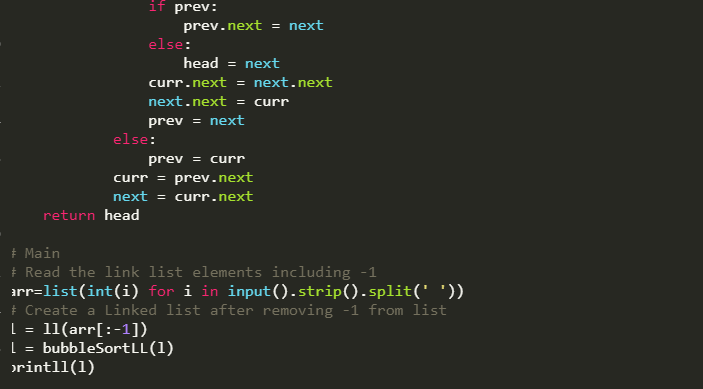 if prev:
prev.next = next
else:
head = next
curr.next = next.next
next.next = curr
prev = next
else:
prev = curr
curr = prev.next
next = curr.next
return head
# Main
# Read the link list elements including -1
arr=list(int(i) for i in input().strip().split(' '))
# Create a Linked list after removing -1 from list
l = ll(arr[:-1])
l = bubbleSortLL(l)
printll(l)